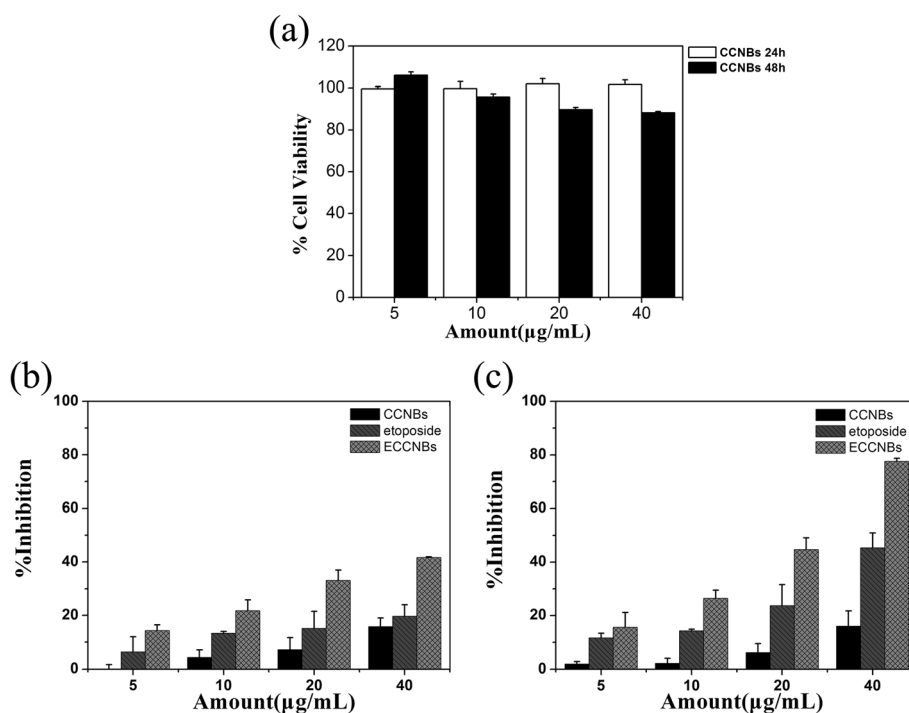 (a)
120
100
80
60
40
20
0
% Cell Viability
CCNBs 24h
CCNBs 48h
5 10 20 40
Amount(µg/mL)
(b)
100
80
60
40
20
0
%Inhibition
CCNBs
etoposide
ECCNBs
5 10 20 40
Amount(µg/mL)
(c)
100
80
60
40
20
0
%Inhibition
CCNBs
etoposide
ECCNBs
5 10 20 40
Amount(µg/mL)